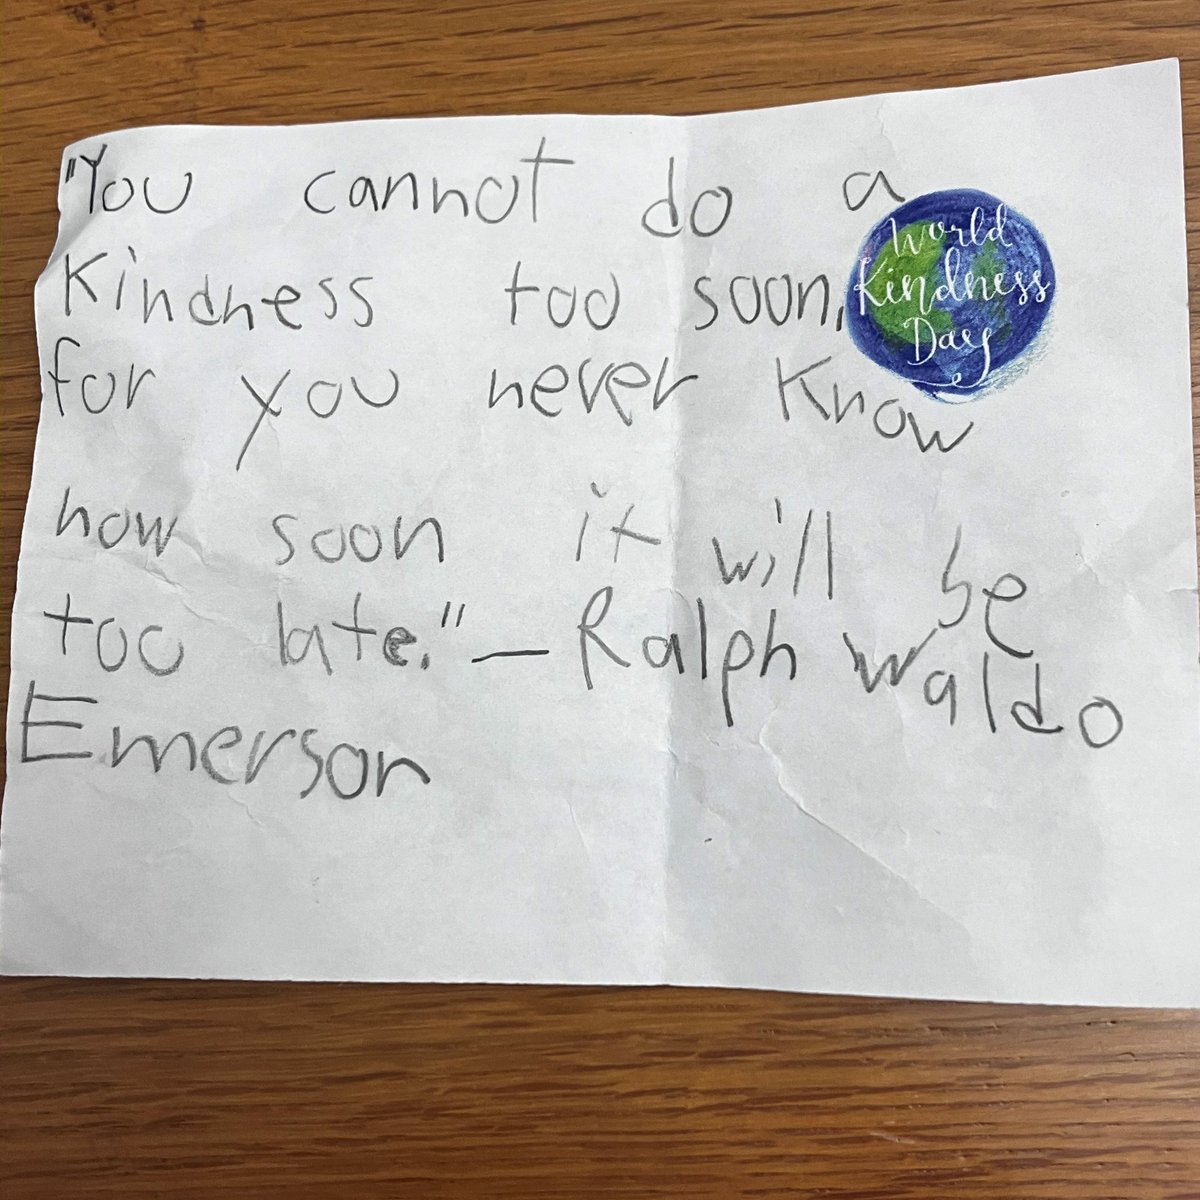 "You cannot do a
Kindness too soon,
for you never know
how soon it will be
too late." — Ralph Waldo
Emerson
World
Kindness
Day